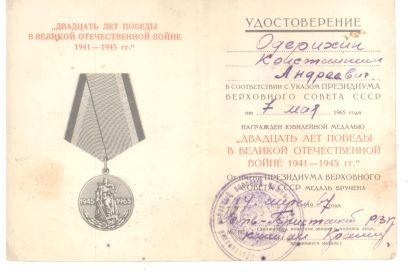 „ДВАДЦАТЬ ЛЕТ ПОБЕДЫ
В ВЕЛИКОЙ ОТЕЧЕСТВЕННОЙ ВОЙНЕ
1941—1945 гг."
1945 1965
УДОСТОВЕРЕНИЕ
Одерихин
Константин
Андреевич.
В СООТВЕТСТВИИ С УКАЗОМ ПРЕЗИДИУМА
ВЕРХОВНОГО СОВЕТА СССР
от 7 мая 1965 года
НАГРАЖДЕН ЮБИЛЕЙНОЙ МЕДАЛЬЮ
„ДВАДЦАТЬ ЛЕТ ПОБЕДЫ
В ВЕЛИКОЙ ОТЕЧЕСТВЕННОЙ
ВОЙНЕ 1941—1945 гг."
От имени ПРЕЗИДИУМА ВЕРХОВНОГО
СОВЕТА СССР МЕДАЛЬ ВРУЧЕНА
года